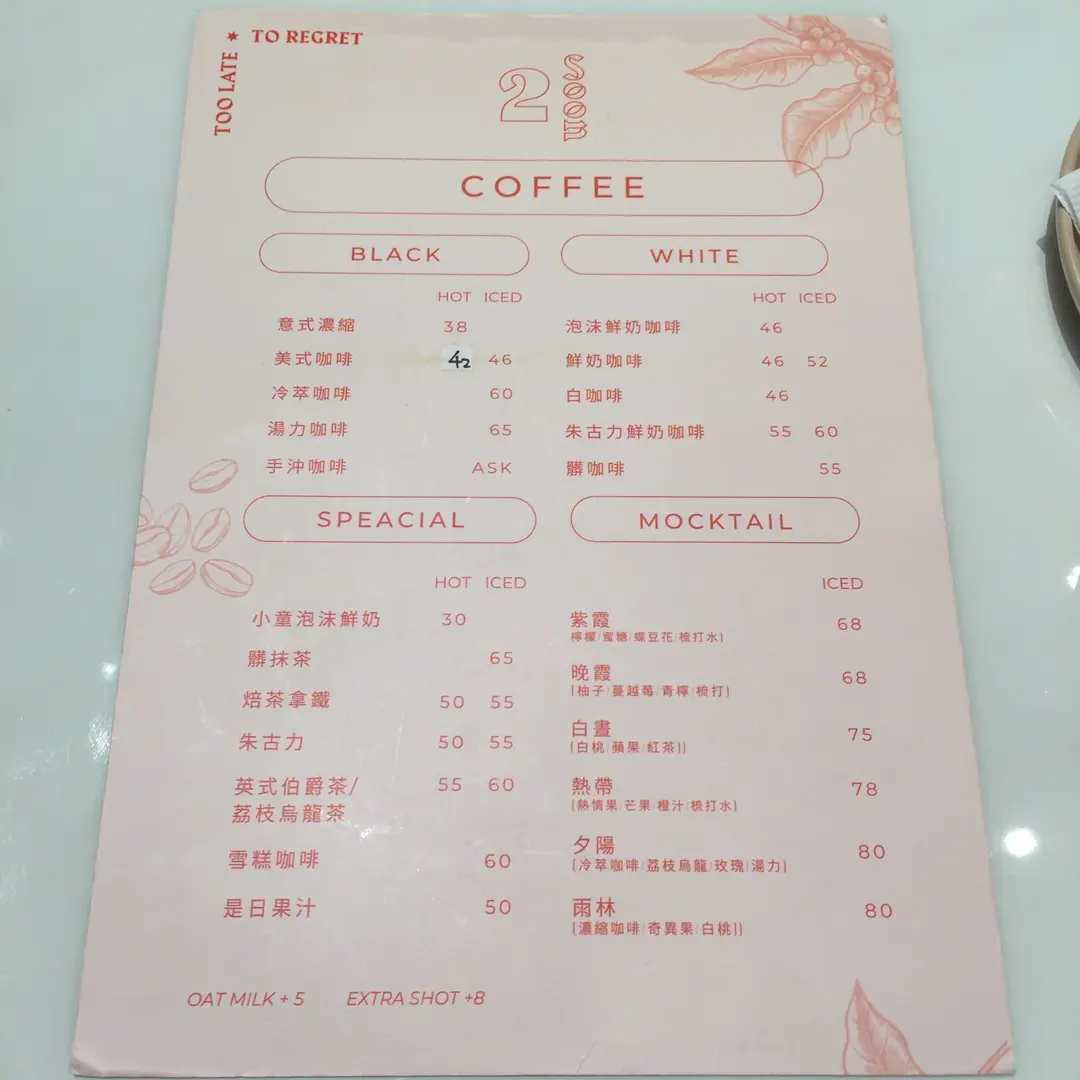 TOO LATE * TO REGRET
2 Soon
COFFEE
BLACK
HOT ICED
意式濃縮 38
美式咖啡 42 46
冷萃咖啡 60
湯力咖啡 65
手沖咖啡 ASK
WHITE
HOT ICED
泡沫鮮奶咖啡 46
鮮奶咖啡 46 52
白咖啡 46
朱古力鮮奶咖啡 55 60
髒咖啡 55
SPEACIAL
HOT ICED
小童泡沫鮮奶 30
髒抹茶 65
焙茶拿鐵 50 55
朱古力 50 55
英式伯爵茶/ 55 60
荔枝烏龍茶
雪糕咖啡 60
是日果汁 50
MOCKTAIL
ICED
紫霞 68
(檸檬/蜜糖/蝶豆花/梳打水)
晚霞 68
(柚子/蔓越莓/青檸/梳打)
白晝 75
(白桃/蘋果/紅茶))
熱帶 78
(熱情果/芒果/橙汁/梳打水)
夕陽 80
(冷萃咖啡/荔枝烏龍/玫瑰/湯力)
雨林 80
(濃縮咖啡/奇異果/白桃))
OAT MILK + 5 EXTRA SHOT +8